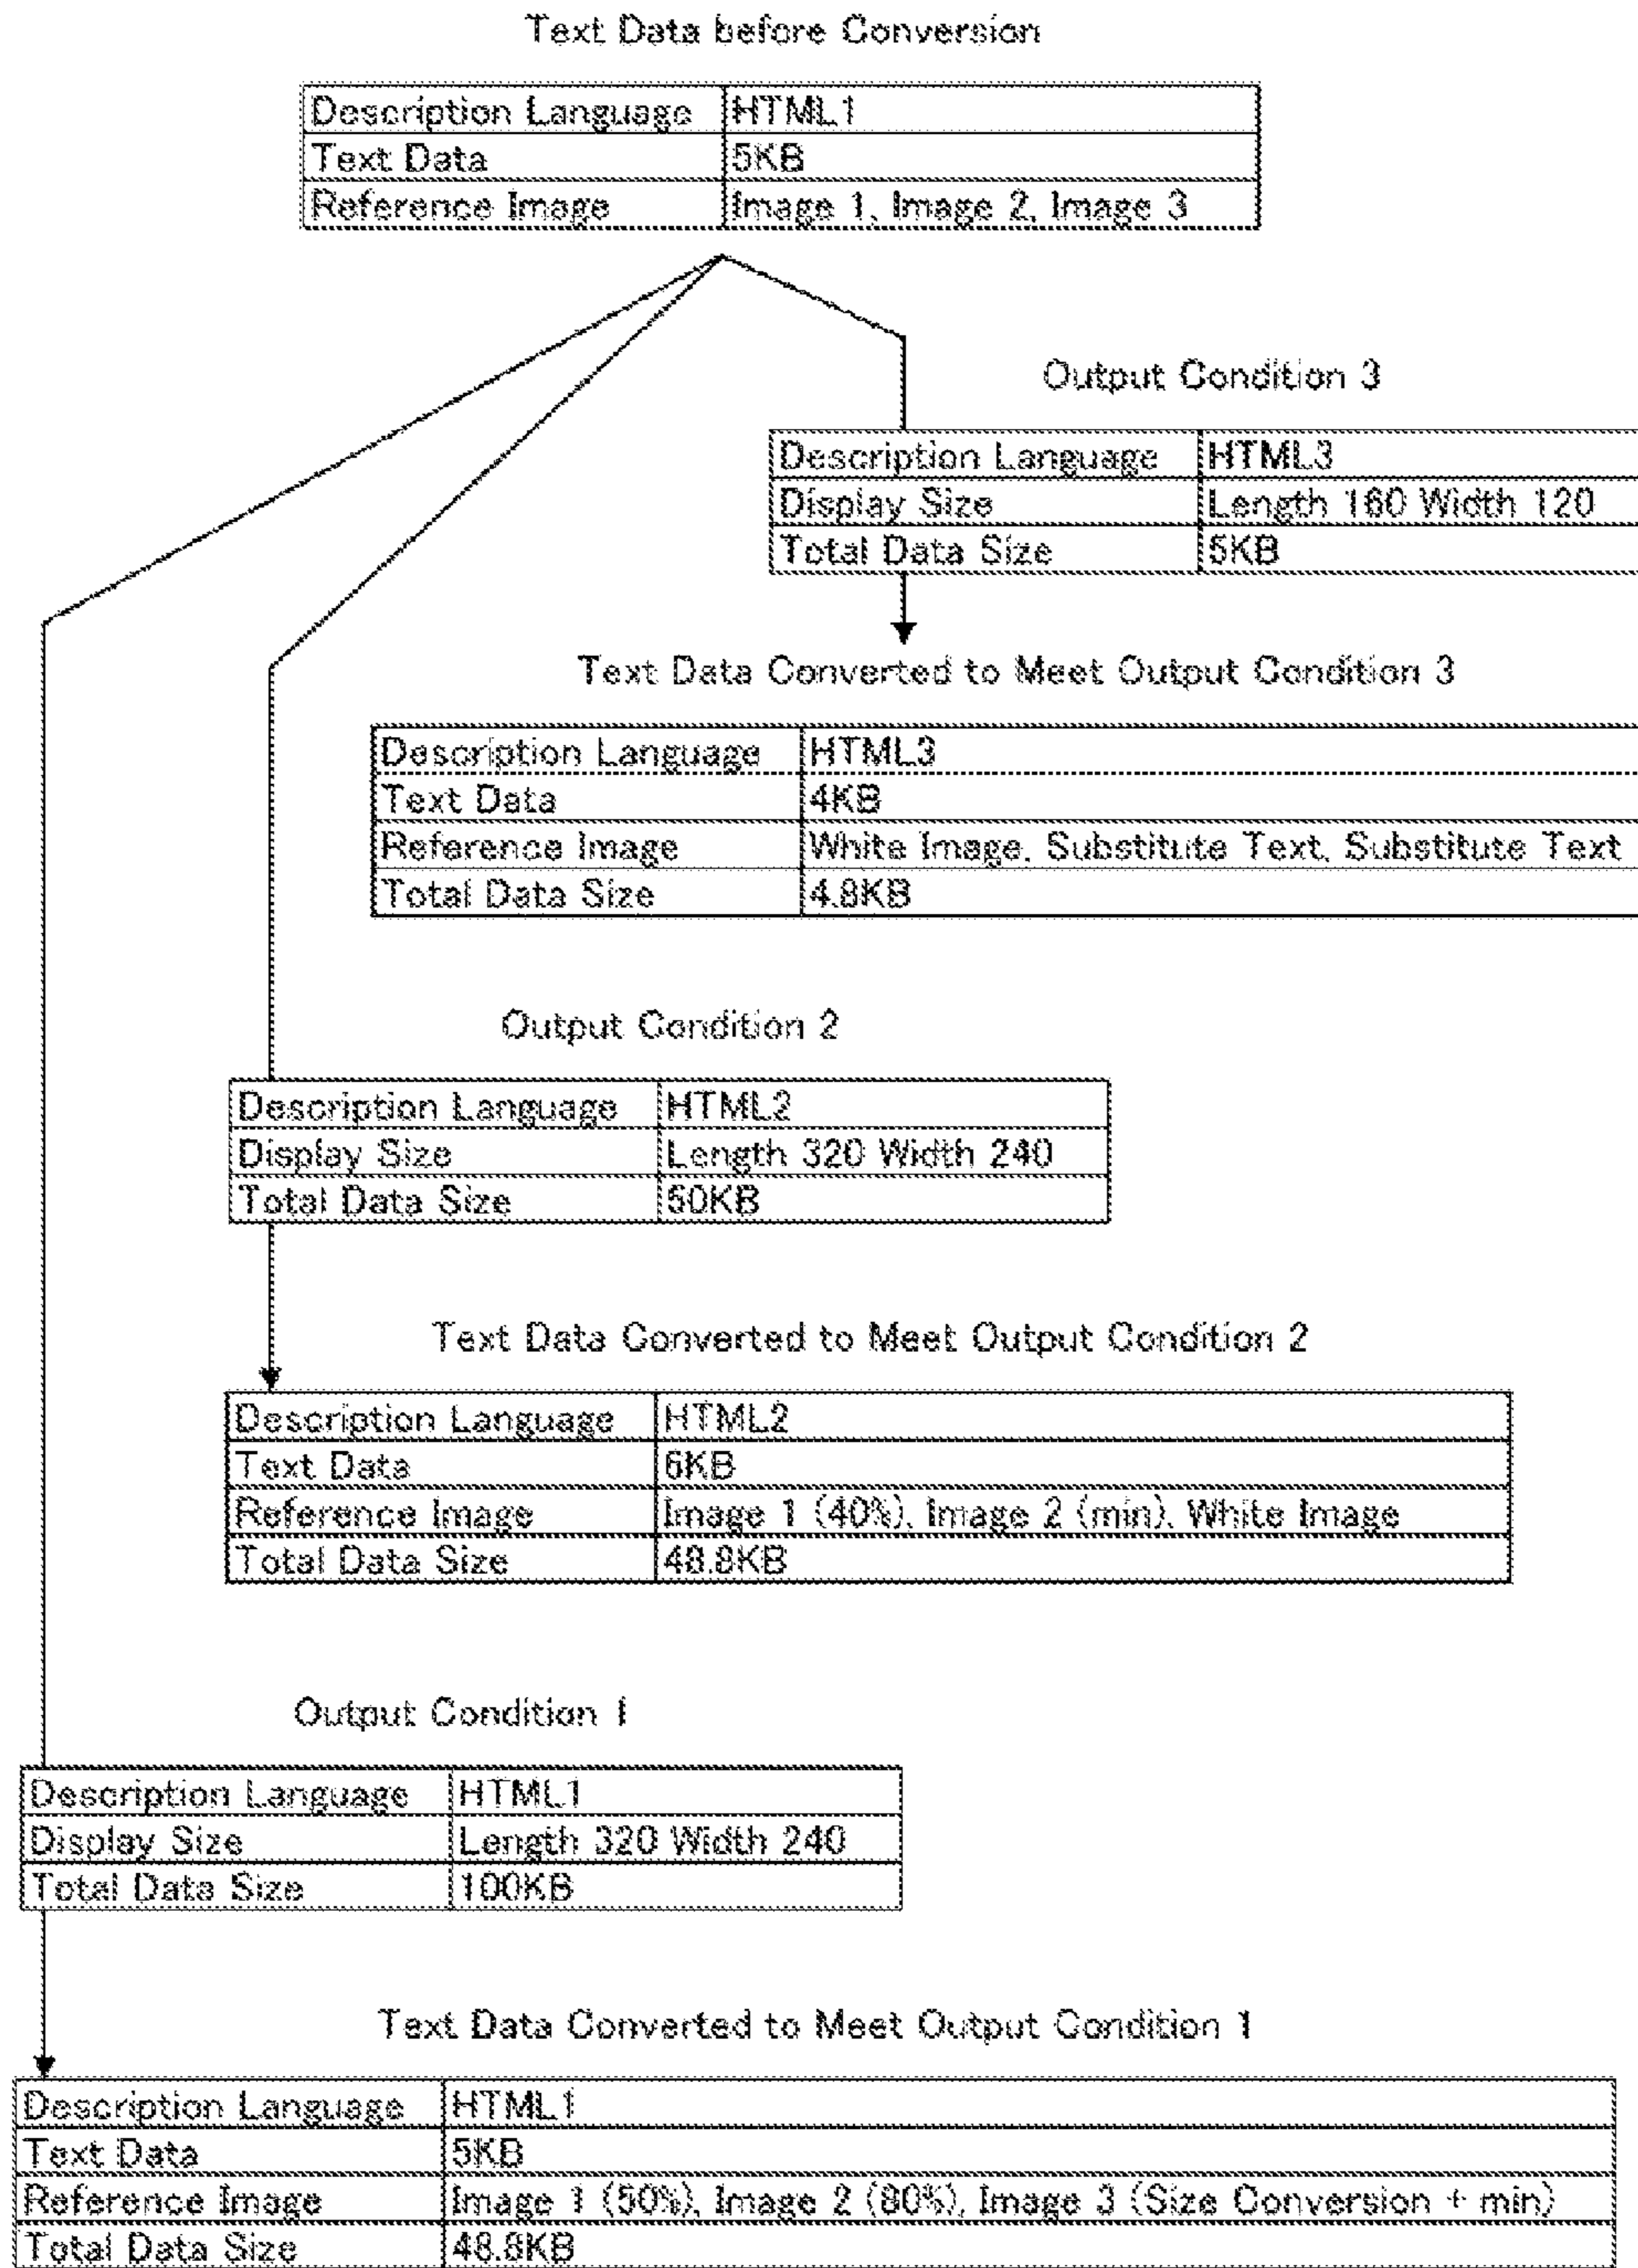 Text Data before Conversion
Description Language HTML1
Text Data 5KB
Reference Image Image 1, Image 2, Image 3
Output Condition 3
Description Language HTML3
Display Size Length 160 Width 120
Total Data Size 5KB
Text Data Converted to Meet Output Condition 3
Description Language HTML3
Text Data 4KB
Reference Image White Image, Substitute Text, Substitute Text
Total Data Size 4.8KB
Output Condition 2
Description Language HTML2
Display Size Length 320 Width 240
Total Data Size 50KB
Text Data Converted to Meet Output Condition 2
Description Language HTML2
Text Data 6KB
Reference Image Image 1 (40%), Image 2 (min), White Image
Total Data Size 48.8KB
Output Condition 1
Description Language HTML1
Display Size Length 320 Width 240
Total Data Size 100KB
Text Data Converted to Meet Output Condition 1
Description Language HTML1
Text Data 5KB
Reference Image Image 1 (50%), Image 2 (80%), Image 3 (Size Conversion + min)
Total Data Size 48.8KB